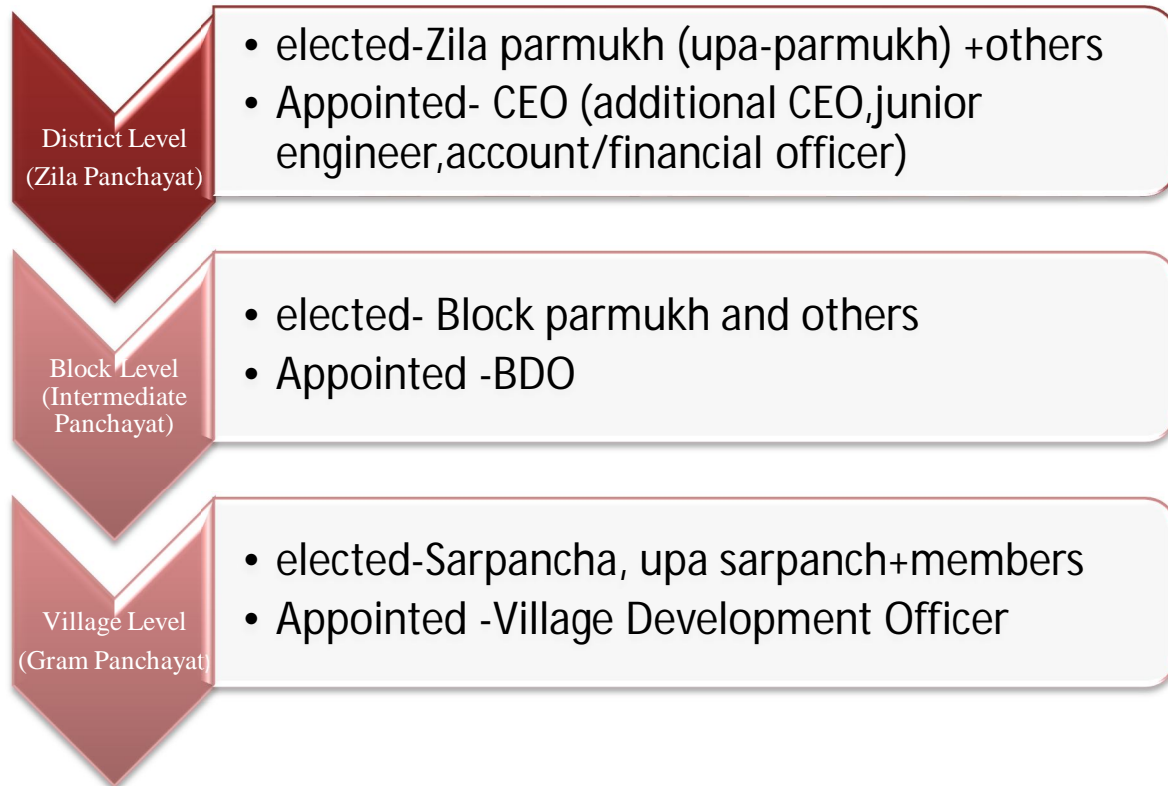 District Level
(Zila Panchayat)
• elected-Zila parmukh (upa-parmukh) +others
• Appointed- CEO (additional CEO,junior
engineer,account/financial officer)
Block Level
(Intermediate
Panchayat)
• elected- Block parmukh and others
• Appointed -BDO
Village Level
(Gram Panchayat)
• elected-Sarpancha, upa sarpanch+members
• Appointed -Village Development Officer